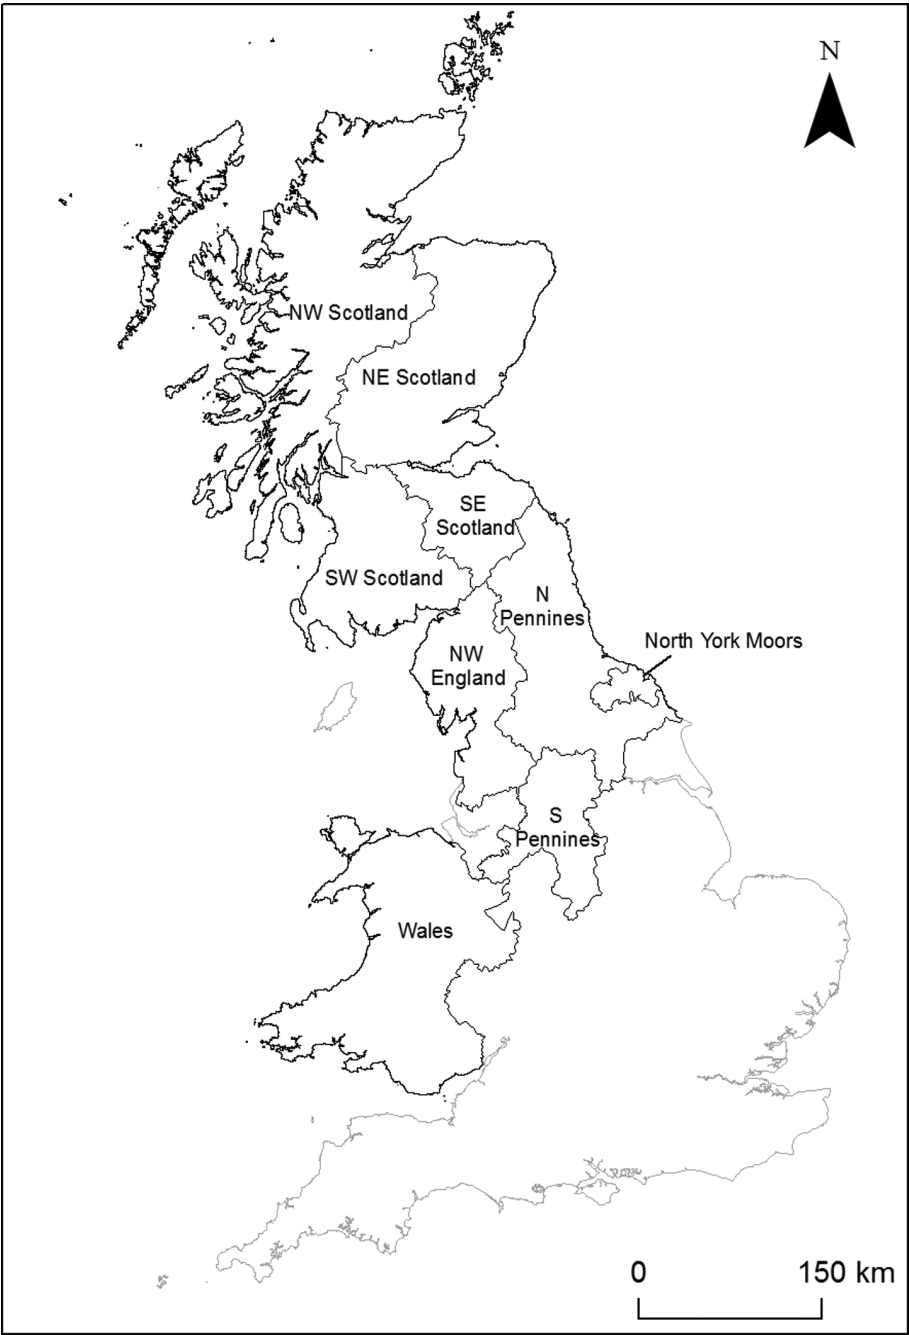 N
NW Scotland
NE Scotland
SE
Scotland
SW Scotland
N
Pennines
North York Moors
NW
England
S
Pennines
Wales
0 150 km